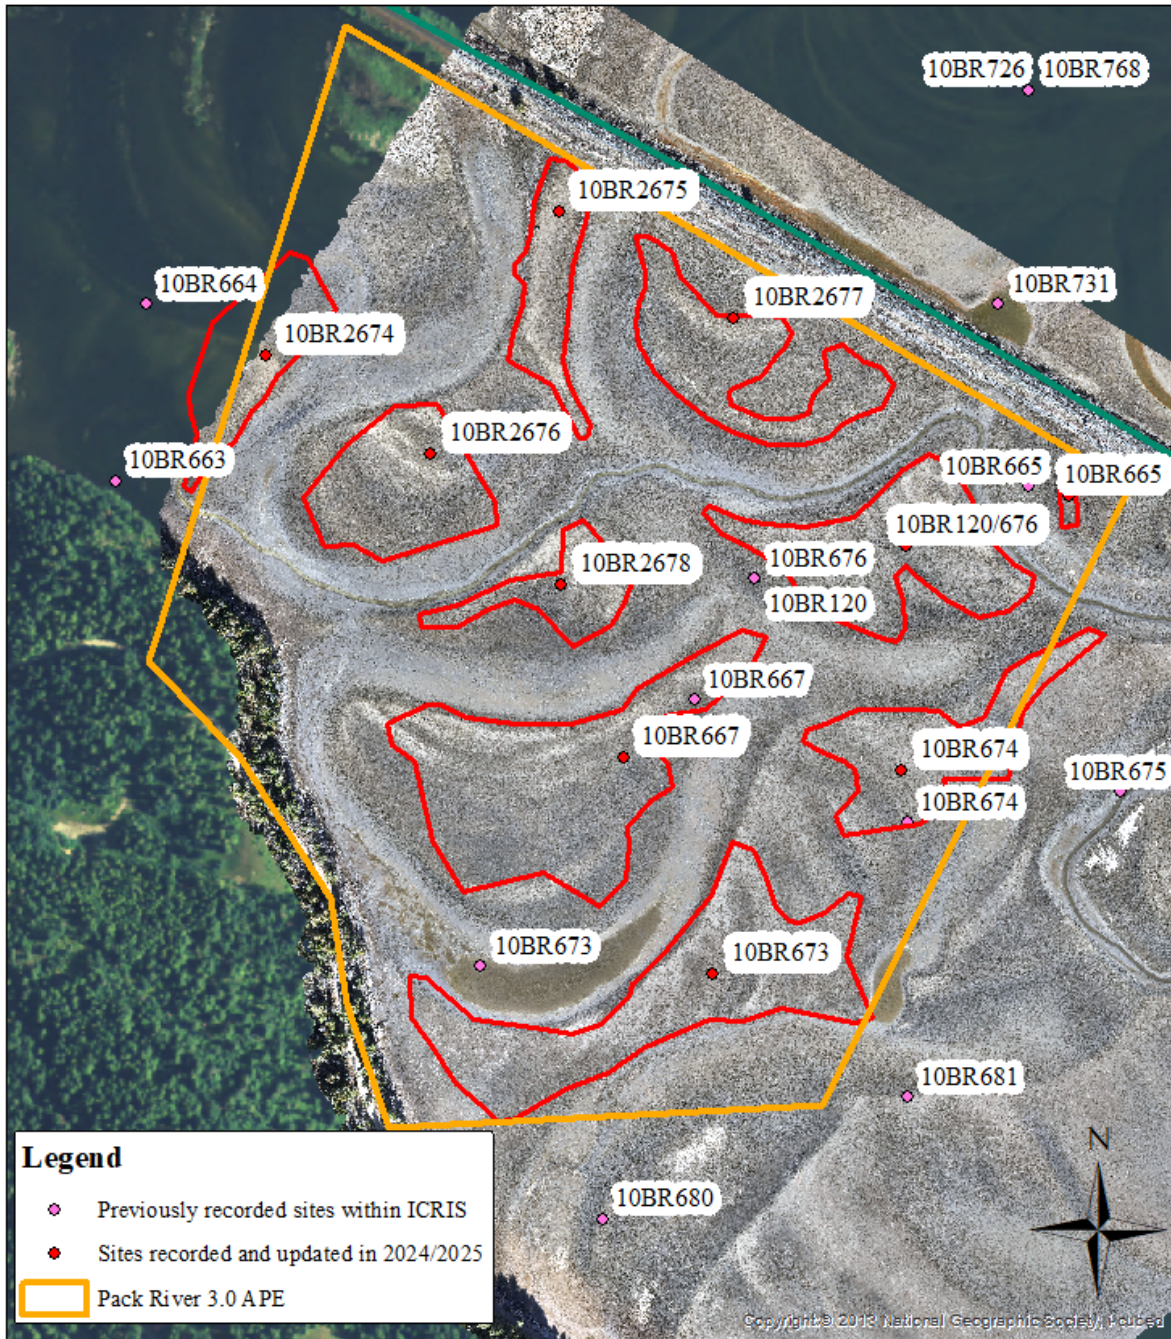 10BR726 10BR768
10BR2675
10BR664
10BR2677
10BR731
10BR2674
10BR2676
10BR663
10BR665
10BR665
10BR120/676
10BR2678
10BR676
10BR120
10BR667
10BR667
10BR674
10BR675
10BR674
10BR673
10BR673
10BR681
10BR680
N
Legend
Previously recorded sites within ICRIS
Sites recorded and updated in 2024/2025
Pack River 3.0 APE
Copyright:© 2013 National Geographic Society, i-cubed